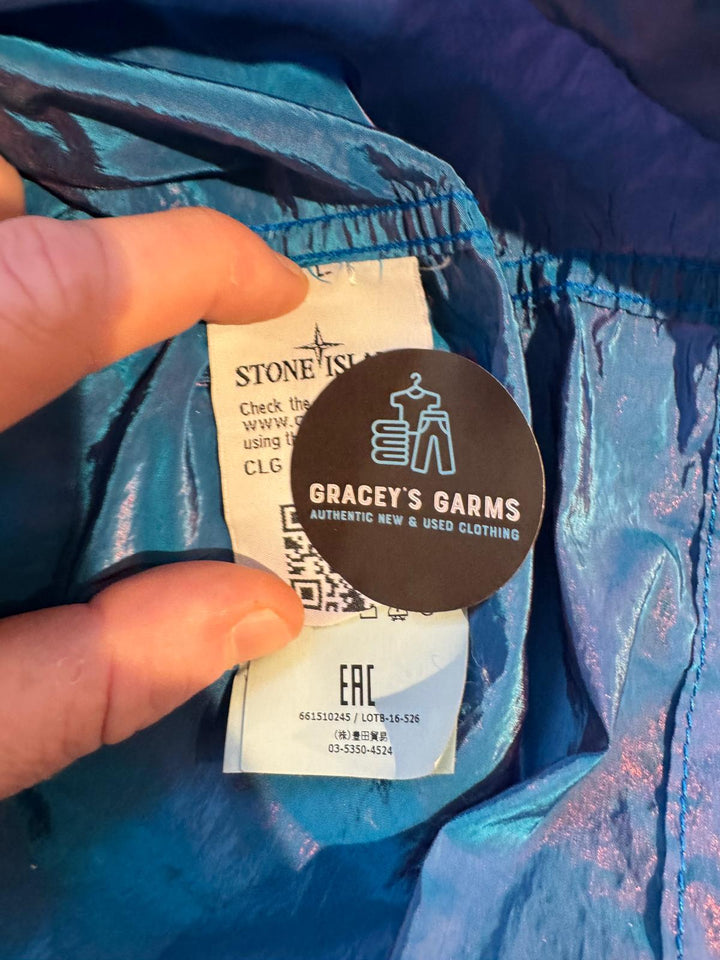 L
STONE ISL
Check the
www.c
using th
CLG
GRACEY'S GARMS
AUTHENTIC NEW & USED CLOTHING
EAC
661510245 / LOTB-16-526
(株)豊田貿易
03-5350-4524